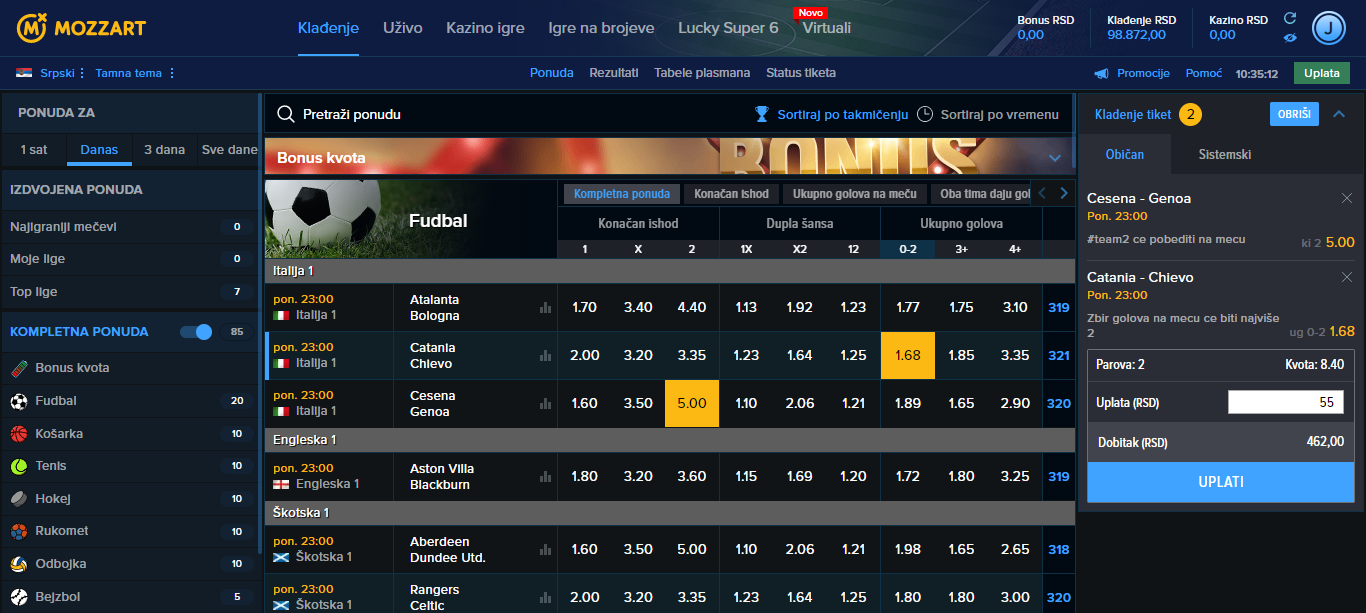 MOZZART
Klađenje
Uživo
Kazino igre
Igre na brojeve
Lucky Super 6
Novo
Virtuali
Bonus RSD
0,00
Klađenje RSD
98.872,00
Kazino RSD
0,00
J
Srpski
Tamna tema
Ponuda
Rezultati
Tabele plasmana
Status tiketa
Promocije
Pomoć
10:35:12
Uplata
PONUDA ZA
1 sat
Danas
3 dana
Sve dane
IZDVOJENA PONUDA
Najigraniji mečevi 0
Moje lige 0
Top lige 7
KOMPLETNA PONUDA 85
Bonus kvota
Fudbal 20
Košarka 10
Tenis 10
Hokej 10
Rukomet 10
Odbojka 10
Bejzbol 5
Pretraži ponudu
Sortiraj po takmičenju
Sortiraj po vremenu
Bonus kvota
BONUS
Fudbal
Kompletna ponuda
Konačan ishod
Ukupno golova na meču
Oba tima daju gol
Konačan ishod
Dupla šansa
Ukupno golova
1 X 2 1X X2 12 0-2 3+ 4+
Italija 1
pon. 23:00
Italija 1
Atalanta
Bologna
1.70 3.40 4.40 1.13 1.92 1.23 1.77 1.75 3.10 319
pon. 23:00
Italija 1
Catania
Chievo
2.00 3.20 3.35 1.23 1.64 1.25 1.68 1.85 3.35 321
pon. 23:00
Italija 1
Cesena
Genoa
1.60 3.50 5.00 1.10 2.06 1.21 1.89 1.65 2.90 320
Engleska 1
pon. 23:00
Engleska 1
Aston Villa
Blackburn
1.80 3.20 3.60 1.15 1.69 1.20 1.72 1.80 3.25 319
Škotska 1
pon. 23:00
Škotska 1
Aberdeen
Dundee Utd.
1.60 3.50 5.00 1.10 2.06 1.21 1.98 1.65 2.65 318
pon. 23:00
Škotska 1
Rangers
Celtic
2.00 3.20 3.35 1.23 1.64 1.25 1.80 1.80 3.00 320
Klađenje tiket 2
OBRIŠI
Običan
Sistemski
Cesena - Genoa
Pon. 23:00
#team2 ce pobediti na mecu
ki 2 5.00
Catania - Chievo
Pon. 23:00
Zbir golova na mecu ce biti najviše
2
ug 0-2 1.68
Parova: 2 Kvota: 8.40
Uplata (RSD) 55
Dobitak (RSD) 462,00
UPLATI